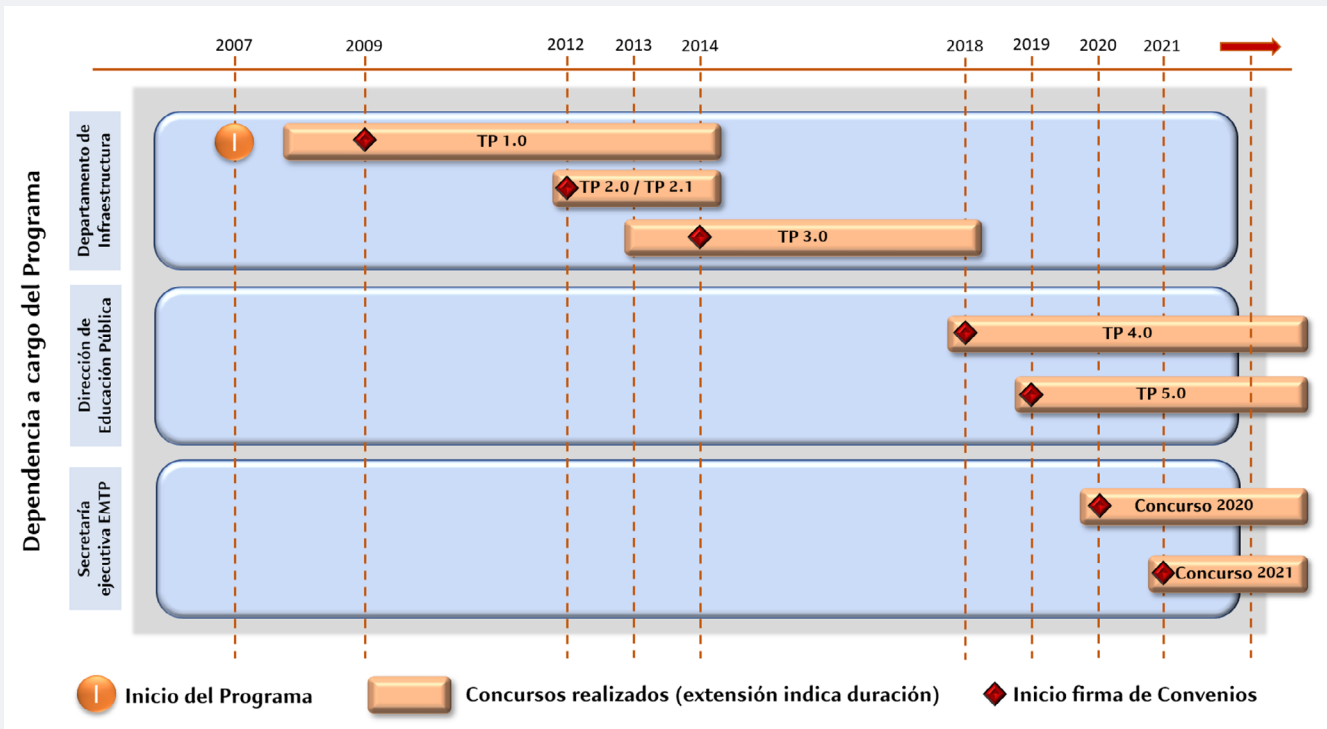 2007
2009
2012
2013
2014
2018
2019
2020
2021
Dependencia a cargo del Programa
Departamento de
Infraestructura
I
TP 1.0
TP 2.0 / TP 2.1
TP 3.0
Dirección de
Educación Pública
TP 4.0
TP 5.0
Secretaría
ejecutiva EMTP
Concurso 2020
Concurso 2021
I
Inicio del Programa
Concursos realizados (extensión indica duración)
Inicio firma de Convenios